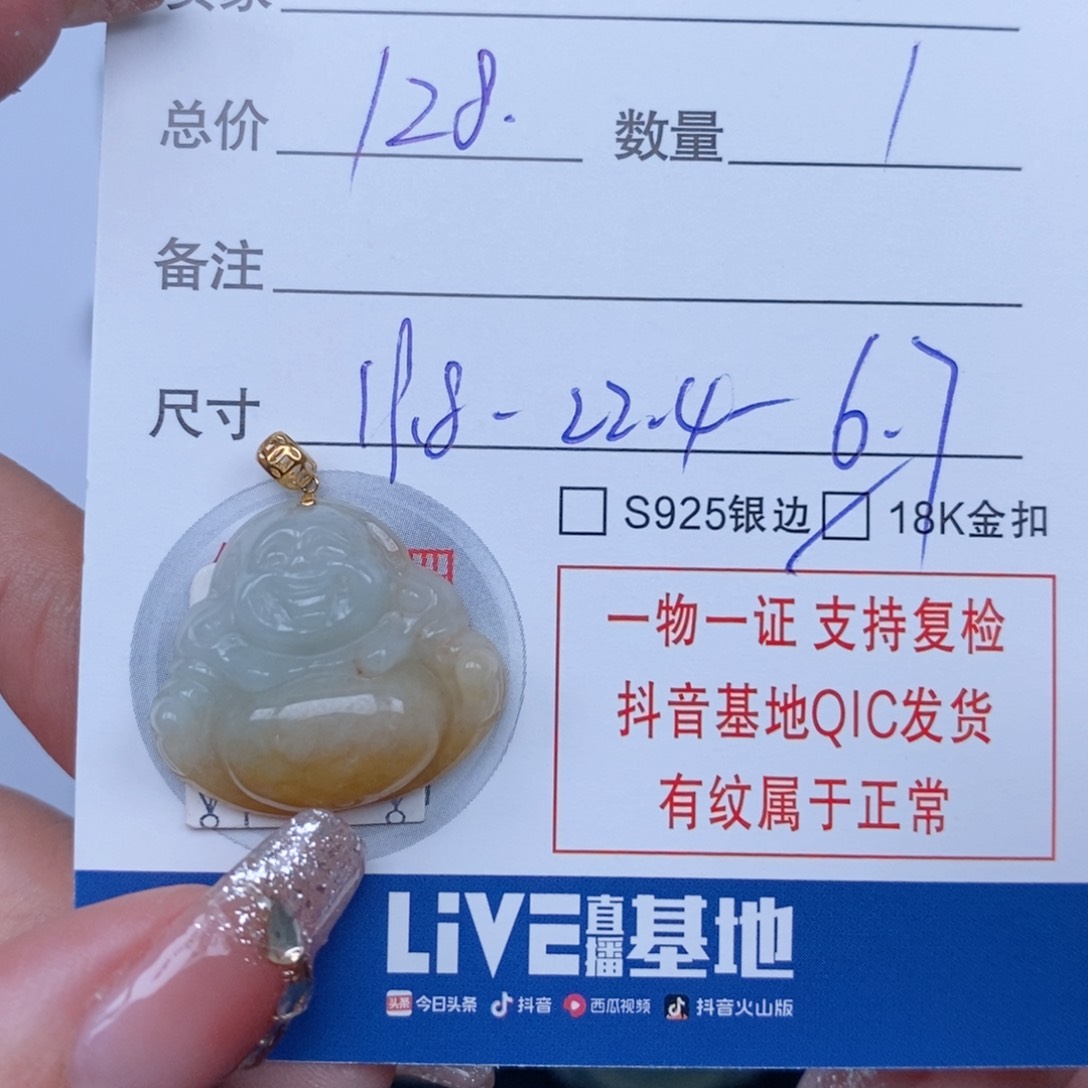 总价 128. 数量 1
备注
尺寸 19.8-22.4-6.7
S925银边 18K金扣
一物一证 支持复检
抖音基地QIC发货
有纹属于正常
LiVE直播基地
头条 今日头条 抖音 西瓜视频 抖音火山版